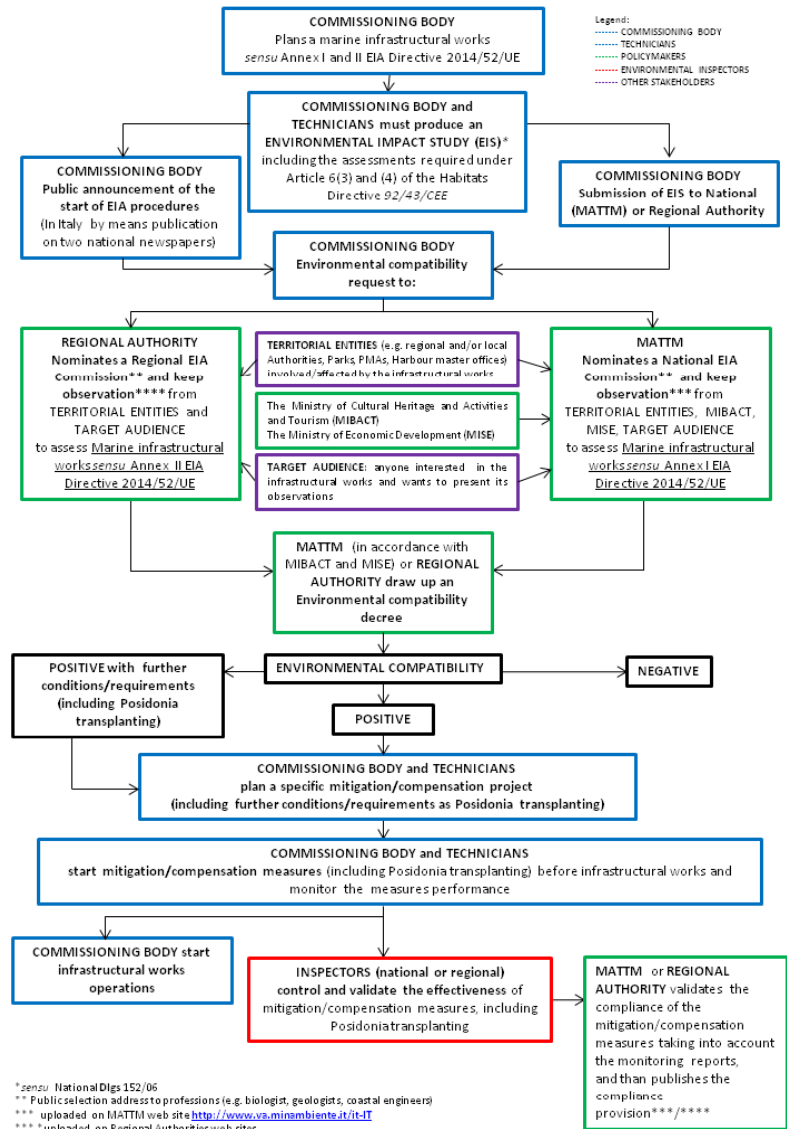 COMMISSIONING BODY
Plans a marine infrastructural works
sensu Annex I and II EIA Directive 2014/52/UE
Legend:
------- COMMISSIONING BODY
------- TECHNICIANS
------- POLICYMAKERS
------- ENVIRONMENTAL INSPECTORS
------- OTHER STAKEHOLDERS
COMMISSIONING BODY and
TECHNICIANS must produce an
ENVIRONMENTAL IMPACT STUDY (EIS)*
including the assessments required under
Article 6(3) and (4) of the Habitats
Directive 92/43/CEE
COMMISSIONING BODY
Public announcement of the
start of EIA procedures
(In Italy by means publication
on two national newspapers)
COMMISSIONING BODY
Submission of EIS to National
(MATTM) or Regional Authority
COMMISSIONING BODY
Environmental compatibility
request to:
REGIONAL AUTHORITY
Nominates a Regional EIA
Commission** and keep
observation**** from
TERRITORIAL ENTITIES and
TARGET AUDIENCE
to assess Marine infrastructural
works sensu Annex II EIA
Directive 2014/52/UE
TERRITORIAL ENTITIES (e.g. regional and/or local
Authorities, Parks, PMAs, Harbour master offices)
involved/affected by the infrastructural works
The Ministry of Cultural Heritage and Activities
and Tourism (MIBACT)
The Ministry of Economic Development (MISE)
TARGET AUDIENCE: anyone interested in the
infrastructural works and wants to present its
observations
MATTM
Nominates a National EIA
Commission** and keep
observation*** from
TERRITORIAL ENTITIES, MIBACT,
MISE, TARGET AUDIENCE
to assess Marine infrastructural
works sensu Annex I EIA
Directive 2014/52/UE
MATTM (in accordance with
MIBACT and MISE) or REGIONAL
AUTHORITY draw up an
Environmental compatibility
decree
POSITIVE with further
conditions/requirements
(including Posidonia
transplanting)
ENVIRONMENTAL COMPATIBILITY
NEGATIVE
POSITIVE
COMMISSIONING BODY and TECHNICIANS
plan a specific mitigation/compensation project
(including further conditions/requirements as Posidonia transplanting)
COMMISSIONING BODY and TECHNICIANS
start mitigation/compensation measures (including Posidonia transplanting) before infrastructural works and
monitor the measures performance
COMMISSIONING BODY start
infrastructural works
operations
INSPECTORS (national or regional)
control and validate the effectiveness of
mitigation/compensation measures, including
Posidonia transplanting
MATTM or REGIONAL
AUTHORITY validates the
compliance of the
mitigation/compensation
measures taking into account
the monitoring reports,
and than publishes the
compliance
provision***/****
* sensu National Dlgs 152/06
** Public selection address to professions (e.g. biologist, geologists, coastal engineers)
*** uploaded on MATTM web site http://www.va.minambiente.it/it-IT
**** uploaded on Regional Authorities web sites